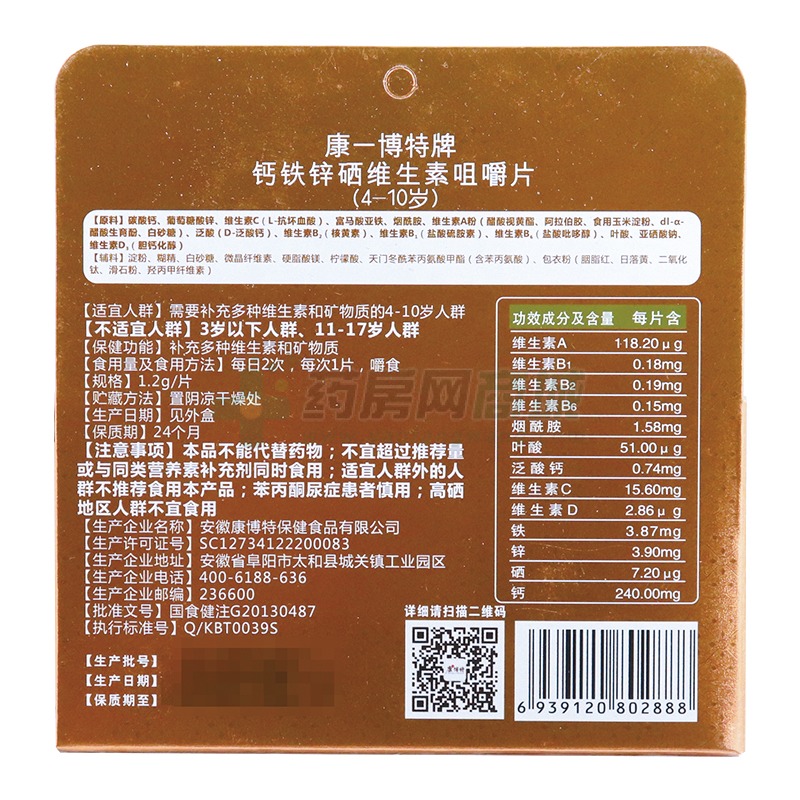 康一博特牌
钙铁锌硒维生素咀嚼片
(4-10岁)
【原料】碳酸钙、葡萄糖酸锌、维生素C(L-抗坏血酸)、富马酸亚铁、烟酰胺、维生素A粉(醋酸视黄酯、阿拉伯胶、食用玉米淀粉、dl-α-
醋酸生育酚、白砂糖)、泛酸(D-泛酸钙)、维生素B₂(核黄素)、维生素B₁(盐酸硫胺素)、维生素B₆(盐酸吡哆醇)、叶酸、亚硒酸钠、
维生素D₃(胆钙化醇)
【辅料】淀粉、糊精、白砂糖、微晶纤维素、硬脂酸镁、柠檬酸、天门冬酰苯丙氨酸甲酯(含苯丙氨酸)、包衣粉(胭脂红、日落黄、二氧化
钛、滑石粉、羟丙甲纤维素)
【适宜人群】需要补充多种维生素和矿物质的4-10岁人群
【不适宜人群】3岁以下人群、11-17岁人群
【保健功能】补充多种维生素和矿物质
【食用量及食用方法】每日2次，每次1片，嚼食
【规格】1.2g/片
【贮藏方法】置阴凉干燥处
【生产日期】见外盒
【保质期】24个月
【注意事项】本品不能代替药物；不宜超过推荐量
或与同类营养素补充剂同时食用；适宜人群外的人
群不推荐食用本产品；苯丙酮尿症患者慎用；高硒
地区人群不宜食用
【生产企业名称】安徽康博特保健食品有限公司
【生产许可证号】SC12734122200083
【生产企业地址】安徽省阜阳市太和县城关镇工业园区
【生产企业电话】400-6188-636
【生产企业邮编】236600
【批准文号】国食健注G20130487
【执行标准号】Q/KBT0039S
【生产批号】
【生产日期】
【保质期至】
功效成分及含量 每片含
维生素A 118.20μg
维生素B₁ 0.18mg
维生素B₂ 0.19mg
维生素B₆ 0.15mg
烟酰胺 1.58mg
叶酸 51.00μg
泛酸钙 0.74mg
维生素C 15.60mg
维生素D 2.86μg
铁 3.87mg
锌 3.90mg
硒 7.20μg
钙 240.00mg
详细请扫描二维码
6 939120 802888
药房网商城